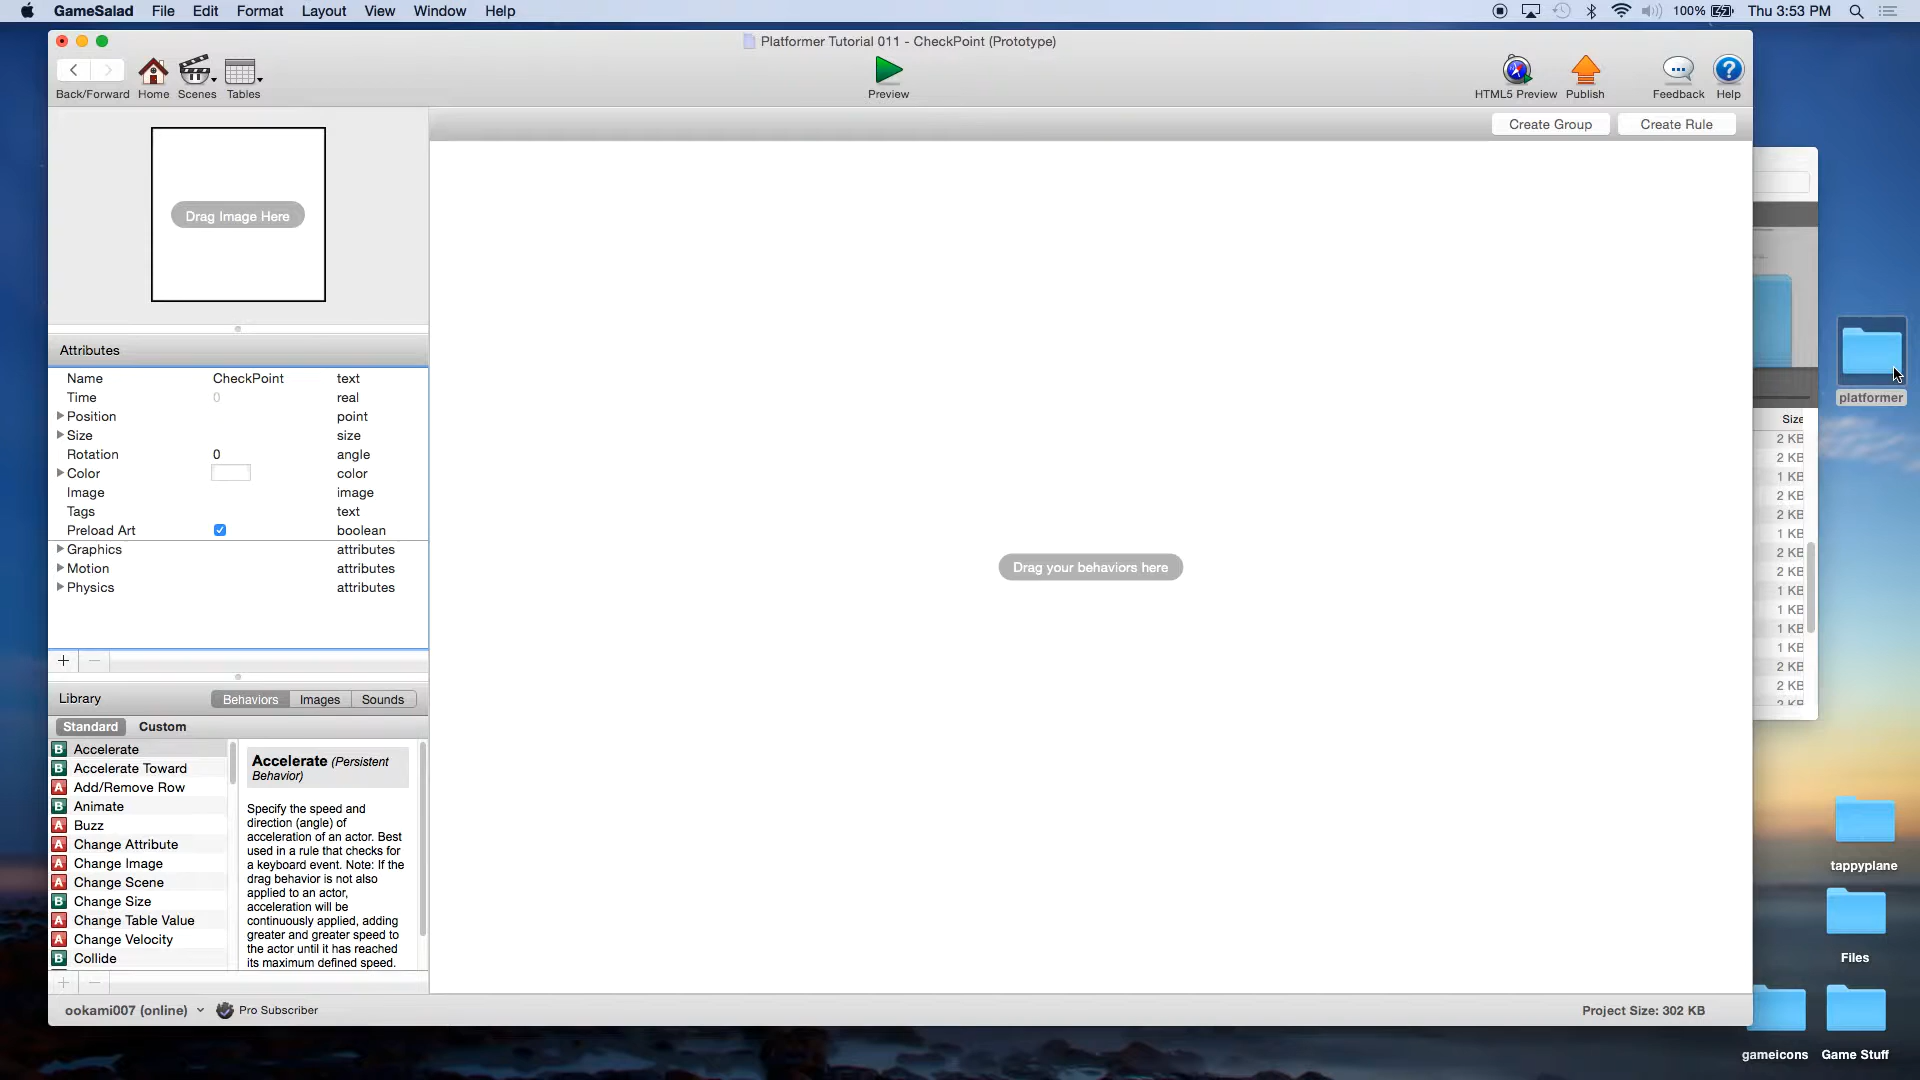 GameSalad File Edit Format Layout View Window Help
100% Thu 3:53 PM
Platformer Tutorial 011 - CheckPoint (Prototype)
Back/Forward Home Scenes Tables
Preview
HTML5 Preview Publish Feedback Help
Create Group Create Rule
Drag Image Here
Attributes
Name CheckPoint text
Time 0 real
Position point
Size size
Rotation 0 angle
Color color
Image image
Tags text
Preload Art boolean
Graphics attributes
Motion attributes
Physics attributes
Drag your behaviors here
Library Behaviors Images Sounds
Standard Custom
B Accelerate
B Accelerate Toward
A Add/Remove Row
B Animate
A Buzz
A Change Attribute
A Change Image
A Change Scene
B Change Size
A Change Table Value
A Change Velocity
B Collide
Accelerate (Persistent
Behavior)
Specify the speed and
direction (angle) of
acceleration of an actor. Best
used in a rule that checks for
a keyboard event. Note: If the
drag behavior is not also
applied to an actor,
acceleration will be
continuously applied, adding
greater and greater speed to
the actor until it has reached
its maximum defined speed.
ookami007 (online) Pro Subscriber
Project Size: 302 KB
Size
2 KB
2 KB
1 KB
2 KB
2 KB
1 KB
2 KB
2 KB
1 KB
1 KB
1 KB
1 KB
2 KB
2 KB
2 KB
platformer
tappyplane
Files
gameicons
Game Stuff